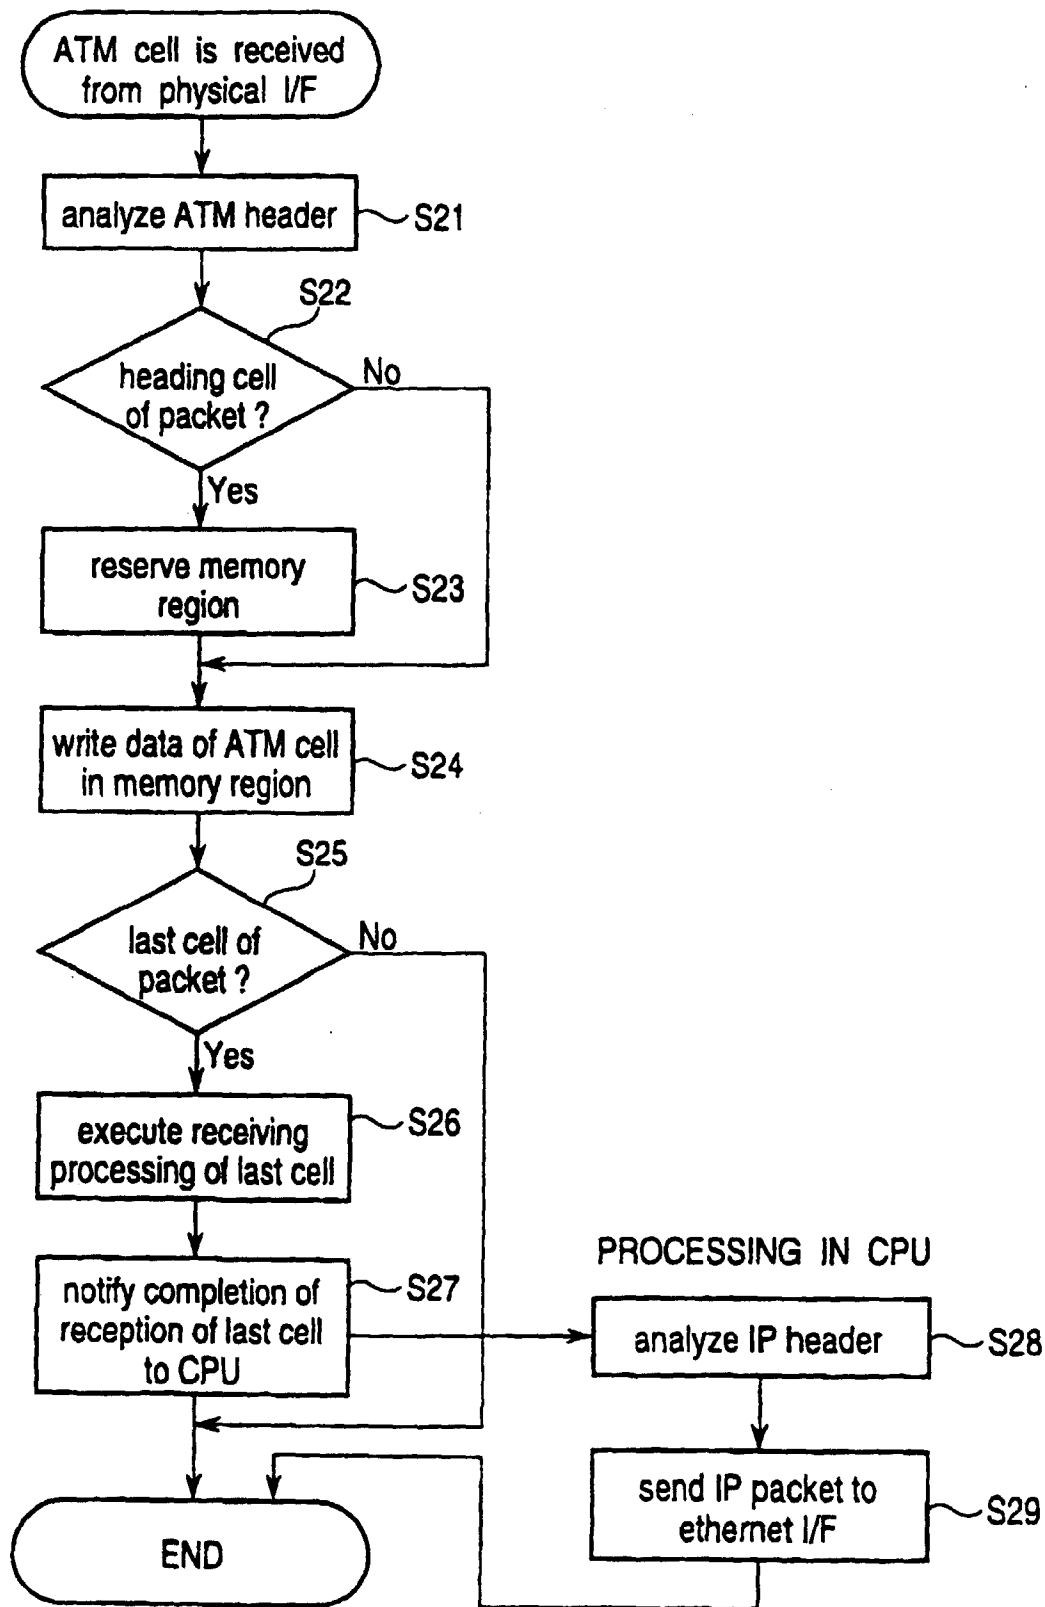 ATM cell is received
from physical I/F
analyze ATM header
S21
S22
heading cell
of packet ?
No
Yes
reserve memory
region
S23
write data of ATM cell
in memory region
S24
S25
last cell of
packet ?
No
Yes
execute receiving
processing of last cell
S26
notify completion of
reception of last cell
to CPU
S27
PROCESSING IN CPU
analyze IP header
S28
send IP packet to
ethernet I/F
S29
END